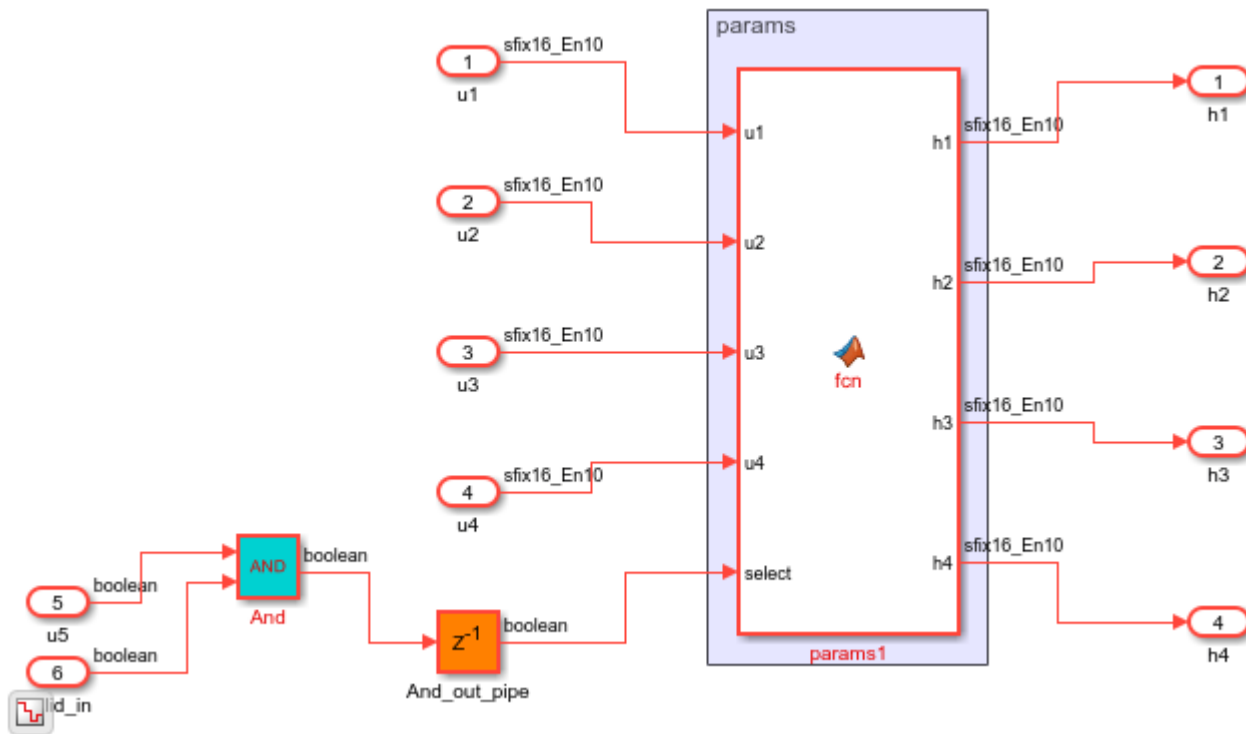 params
sfix16_En10
1
u1
u1
h1
sfix16_En10
1
h1
sfix16_En10
2
u2
u2
h2
sfix16_En10
2
h2
sfix16_En10
3
u3
u3
fcn
h3
sfix16_En10
3
h3
sfix16_En10
4
u4
u4
h4
sfix16_En10
4
h4
select
params1
boolean
5
u5
AND
And
boolean
boolean
6
lid_in
z-1
boolean
And_out_pipe